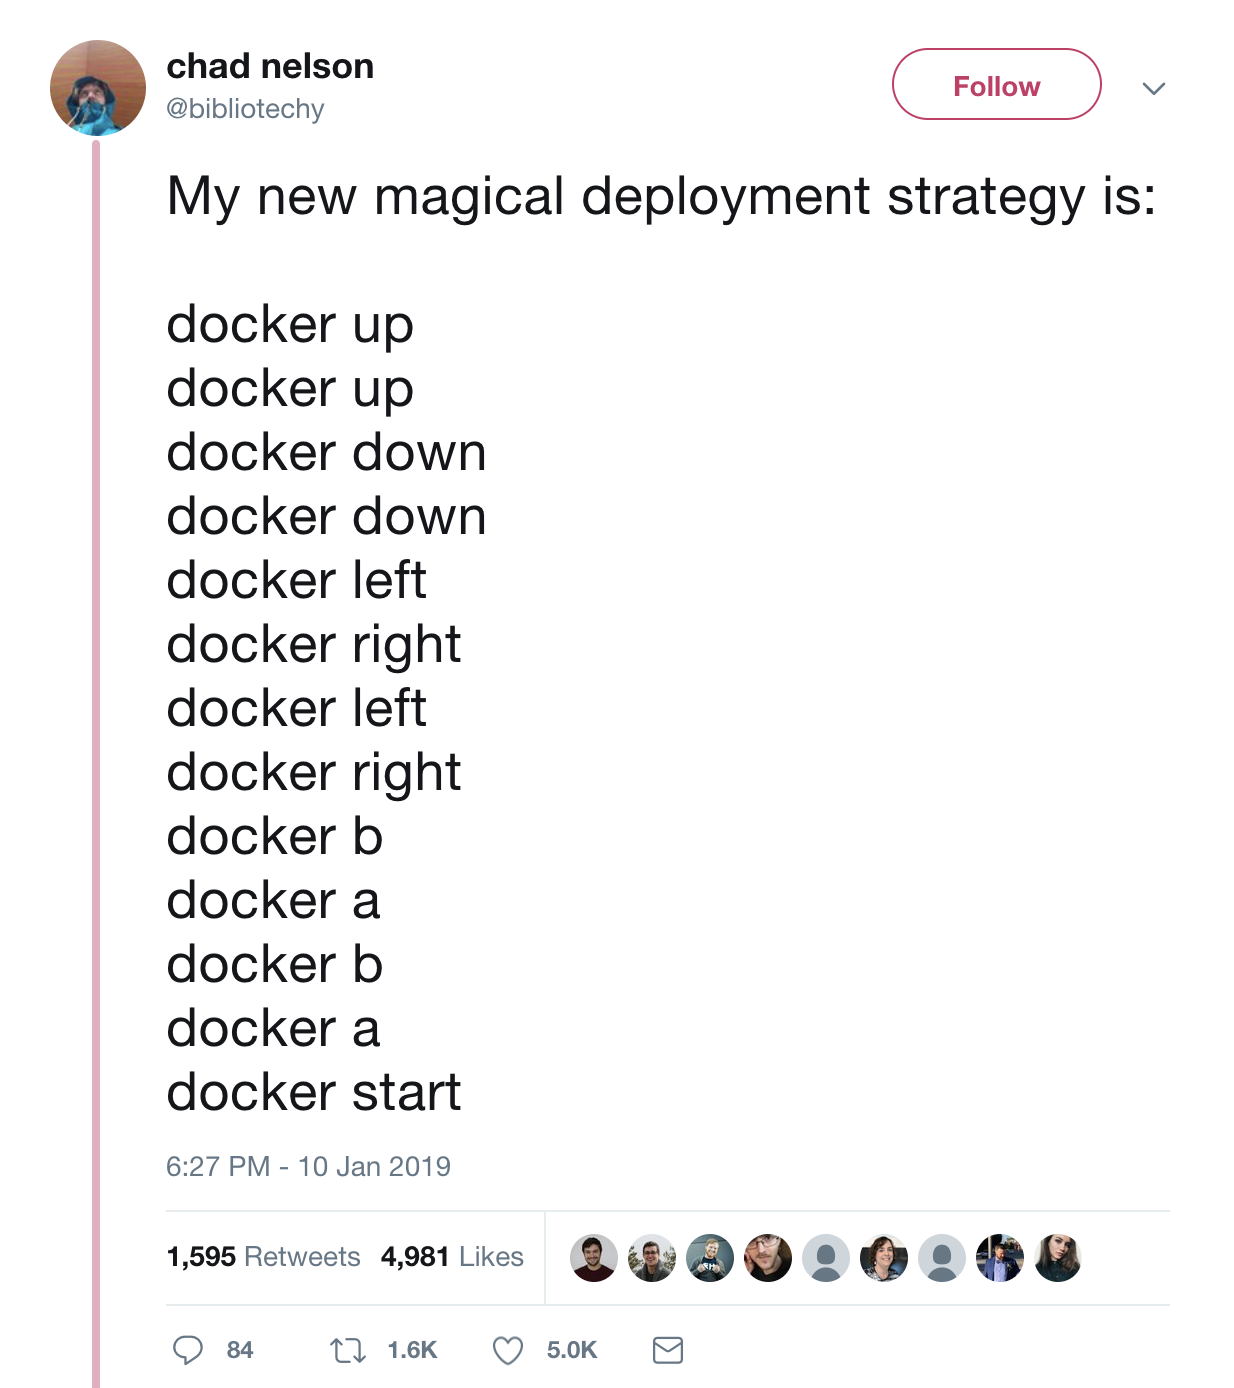 chad nelson
@bibliotechy
Follow
My new magical deployment strategy is:
docker up
docker up
docker down
docker down
docker left
docker right
docker left
docker right
docker b
docker a
docker b
docker a
docker start
6:27 PM - 10 Jan 2019
1,595 Retweets 4,981 Likes
84 1.6K 5.0K